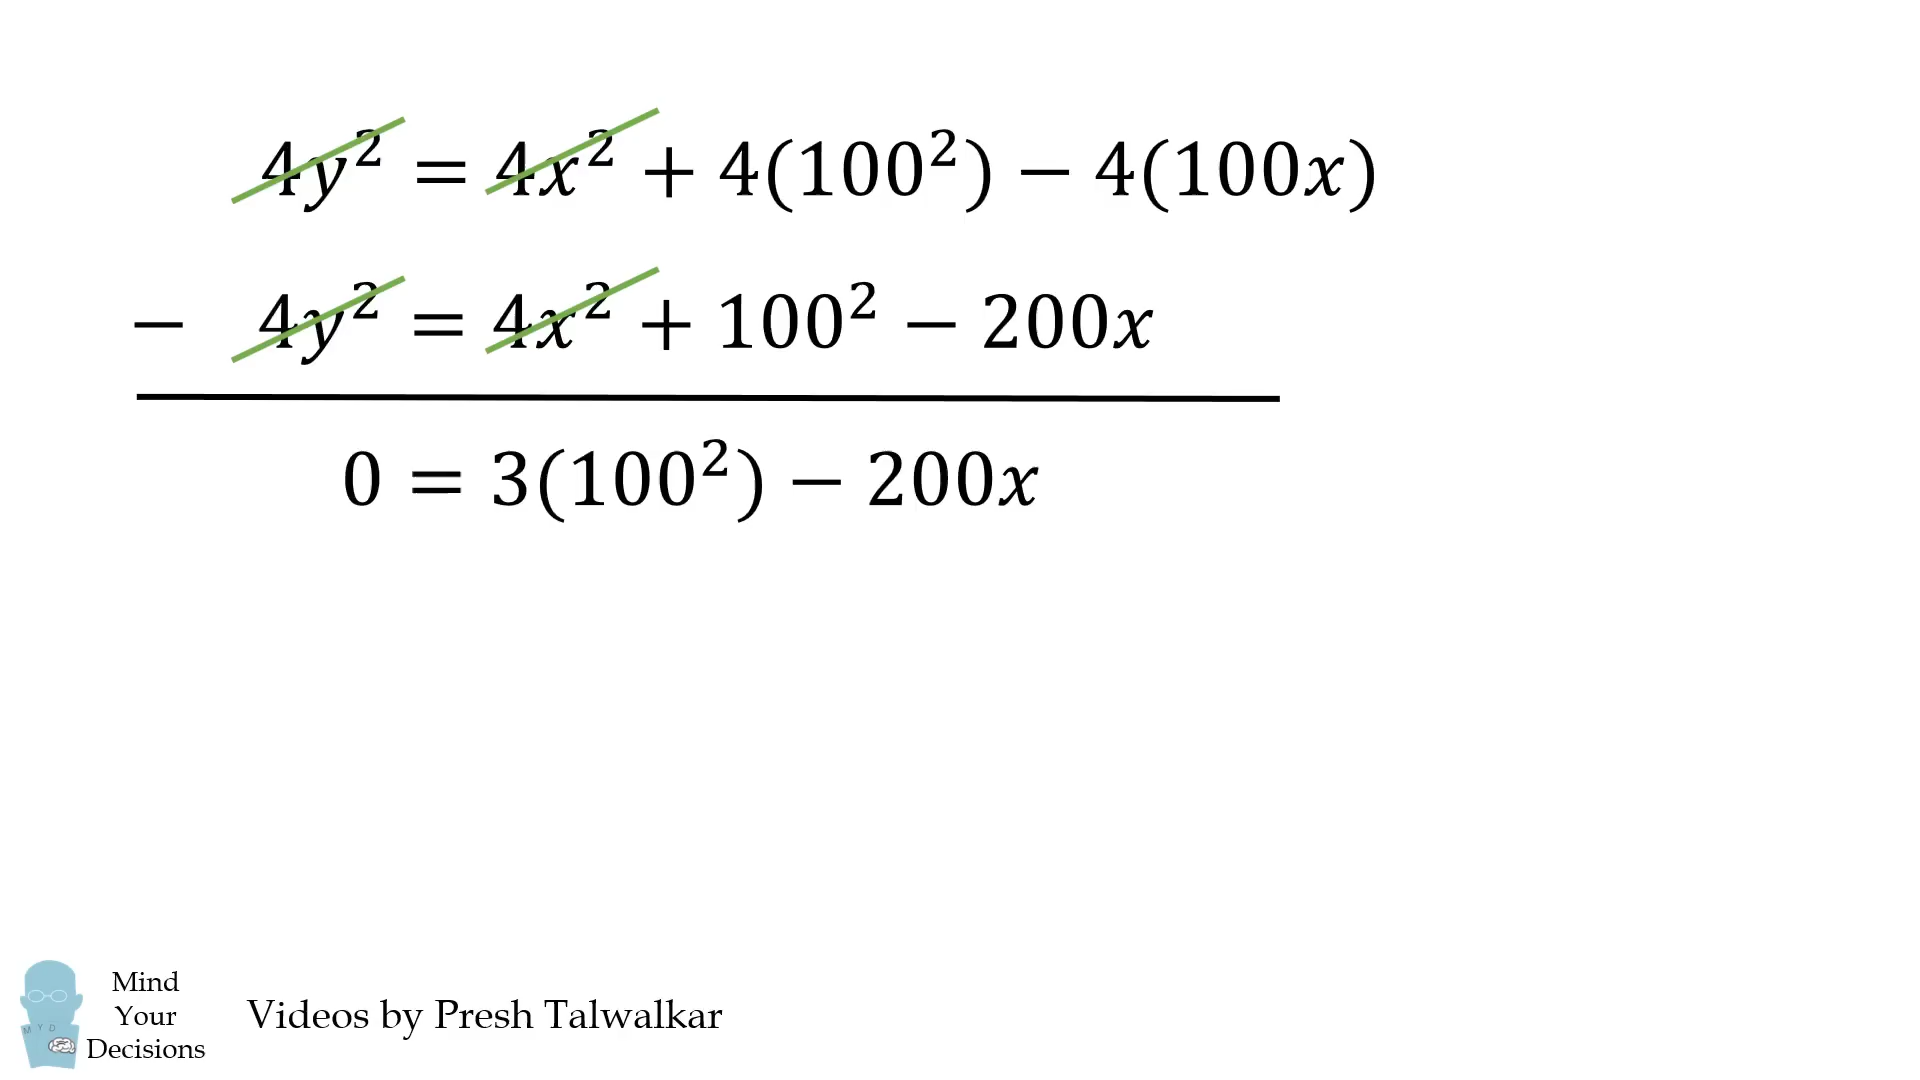 4y² = 4x² + 4(100²) − 4(100x)
− 4y² = 4x² + 100² − 200x
0 = 3(100²) − 200x
Mind
Your
Decisions
M Y D
Videos by Presh Talwalkar